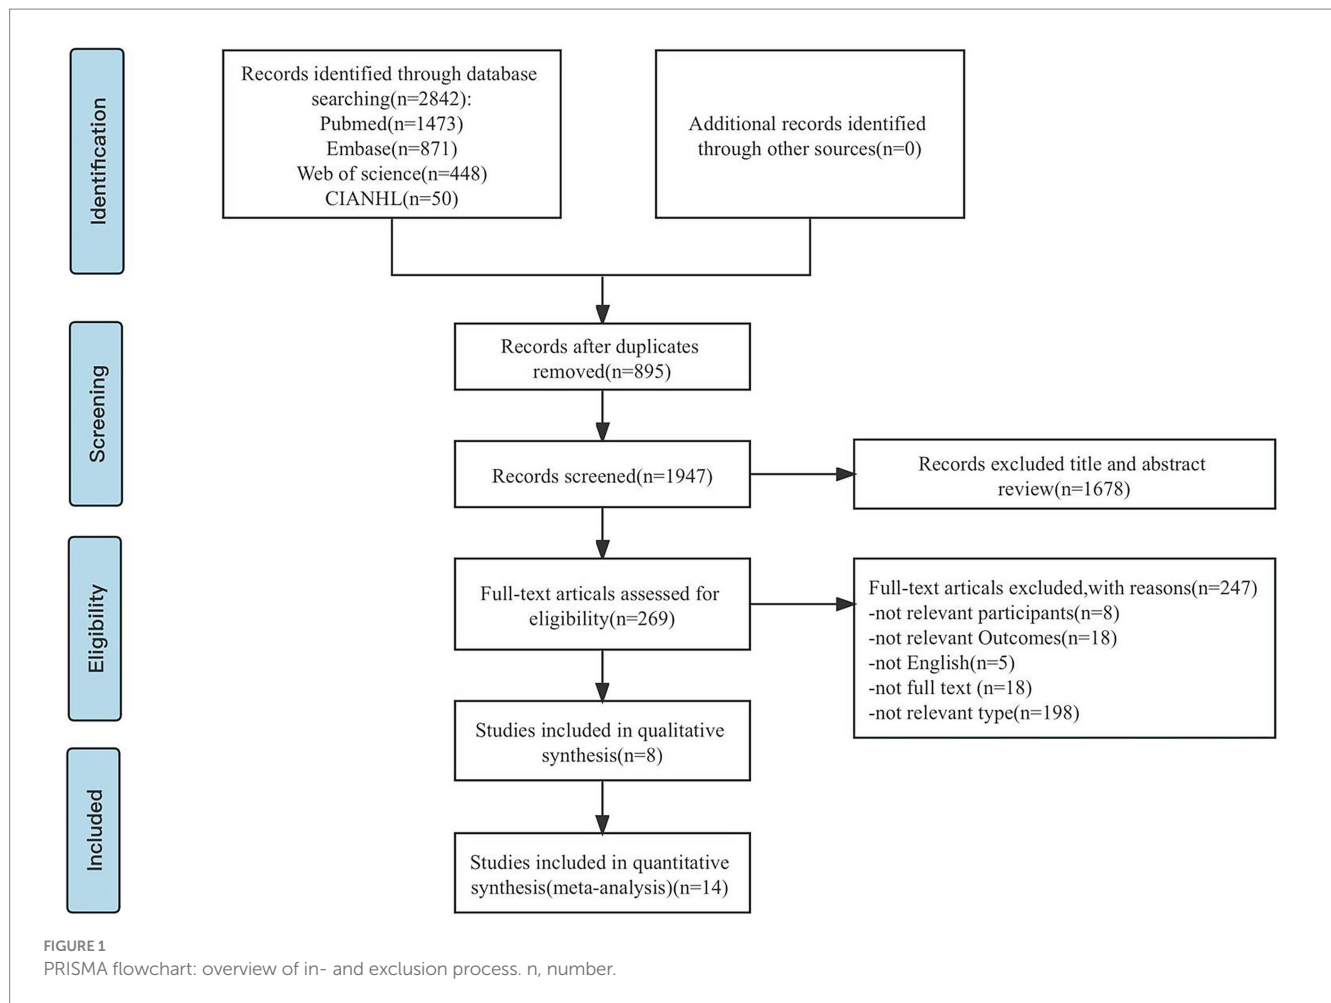 Identification
Records identified through database
searching(n=2842):
Pubmed(n=1473)
Embase(n=871)
Web of science(n=448)
CIANHL(n=50)
Additional records identified
through other sources(n=0)
Screening
Records after duplicates
removed(n=895)
Records screened(n=1947)
Records excluded title and abstract
review(n=1678)
Eligibility
Full-text articals assessed for
eligibility(n=269)
Full-text articals excluded,with reasons(n=247)
-not relevant participants(n=8)
-not relevant Outcomes(n=18)
-not English(n=5)
-not full text (n=18)
-not relevant type(n=198)
Studies included in qualitative
synthesis(n=8)
Included
Studies included in quantitative
synthesis(meta-analysis)(n=14)
FIGURE 1
PRISMA flowchart: overview of in- and exclusion process. n, number.